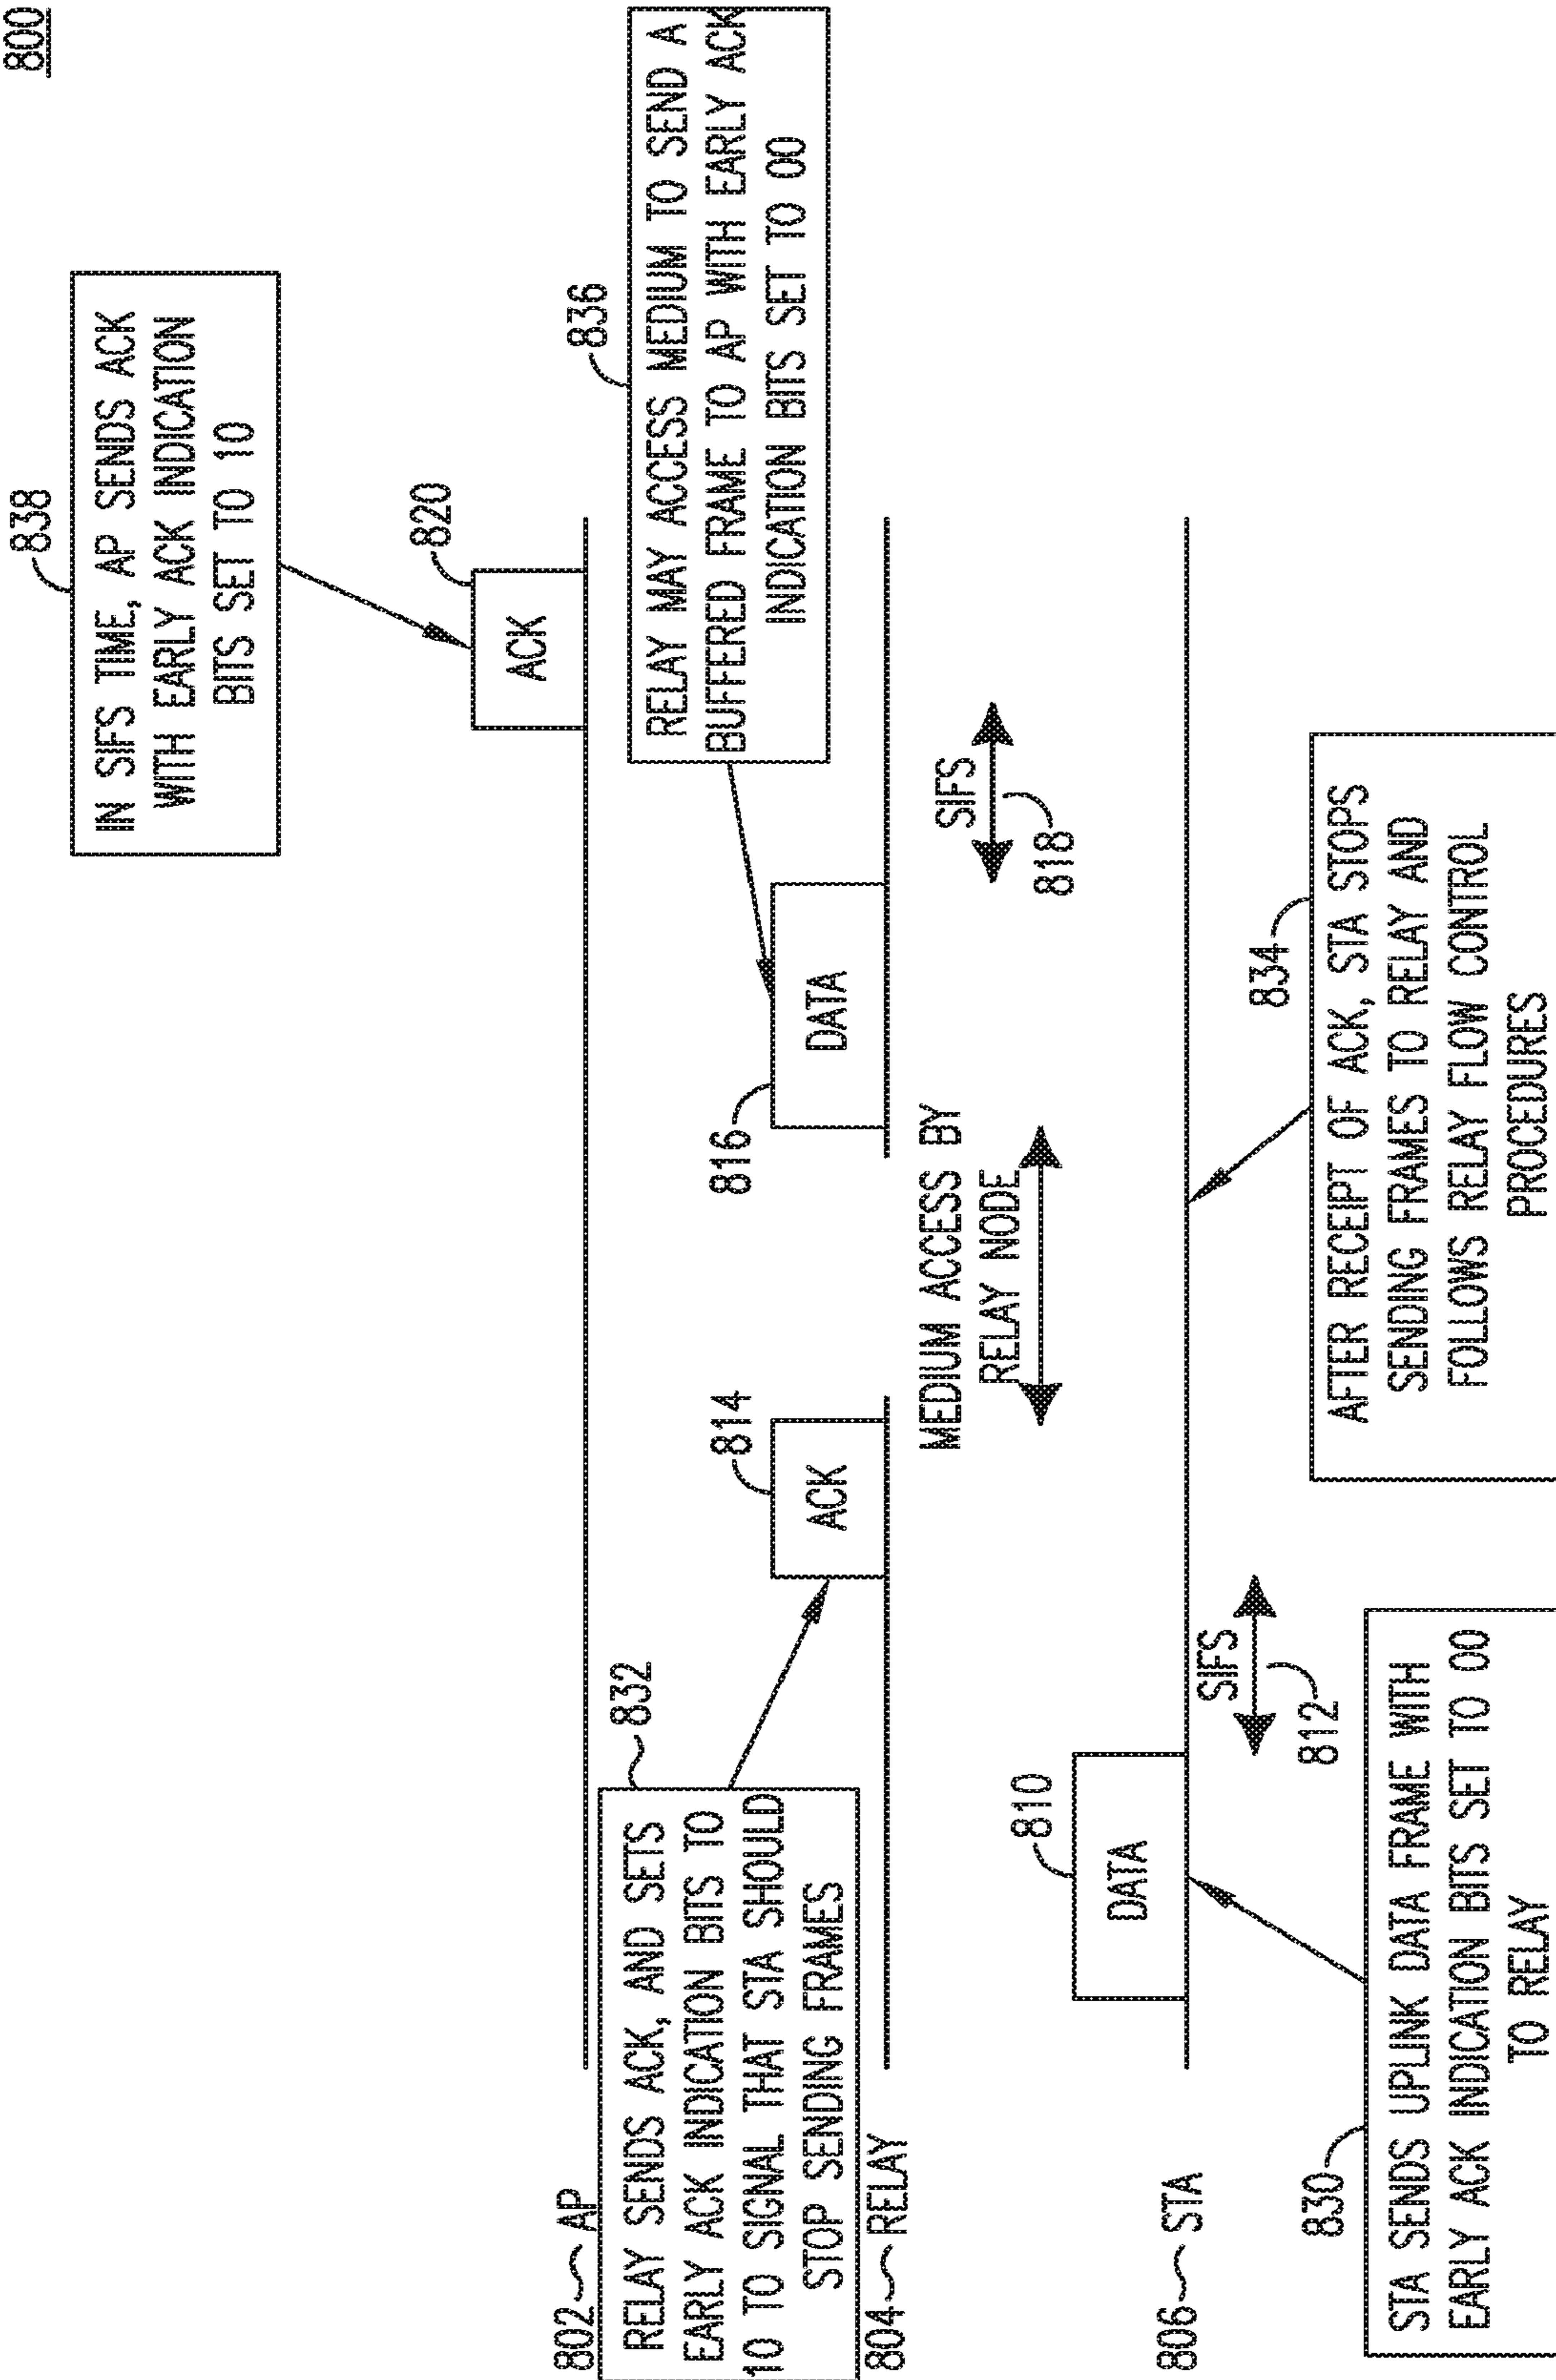 800
838
IN SIFS TIME, AP SENDS ACK
WITH EARLY ACK INDICATION
BITS SET TO 10
820
ACK
802 AP
RELAY SENDS ACK, AND SETS
EARLY ACK INDICATION BITS TO
10 TO SIGNAL THAT STA SHOULD
STOP SENDING FRAMES
832
814
ACK
816
DATA
836
RELAY MAY ACCESS MEDIUM TO SEND A
BUFFERED FRAME TO AP WITH EARLY ACK
INDICATION BITS SET TO 00
804 RELAY
MEDIUM ACCESS BY
RELAY NODE
SIFS
818
810
DATA
806 STA
SIFS
812
830
STA SENDS UPLINK DATA FRAME WITH
EARLY ACK INDICATION BITS SET TO 00
TO RELAY
834
AFTER RECEIPT OF ACK, STA STOPS
SENDING FRAMES TO RELAY AND
FOLLOWS RELAY FLOW CONTROL
PROCEDURES